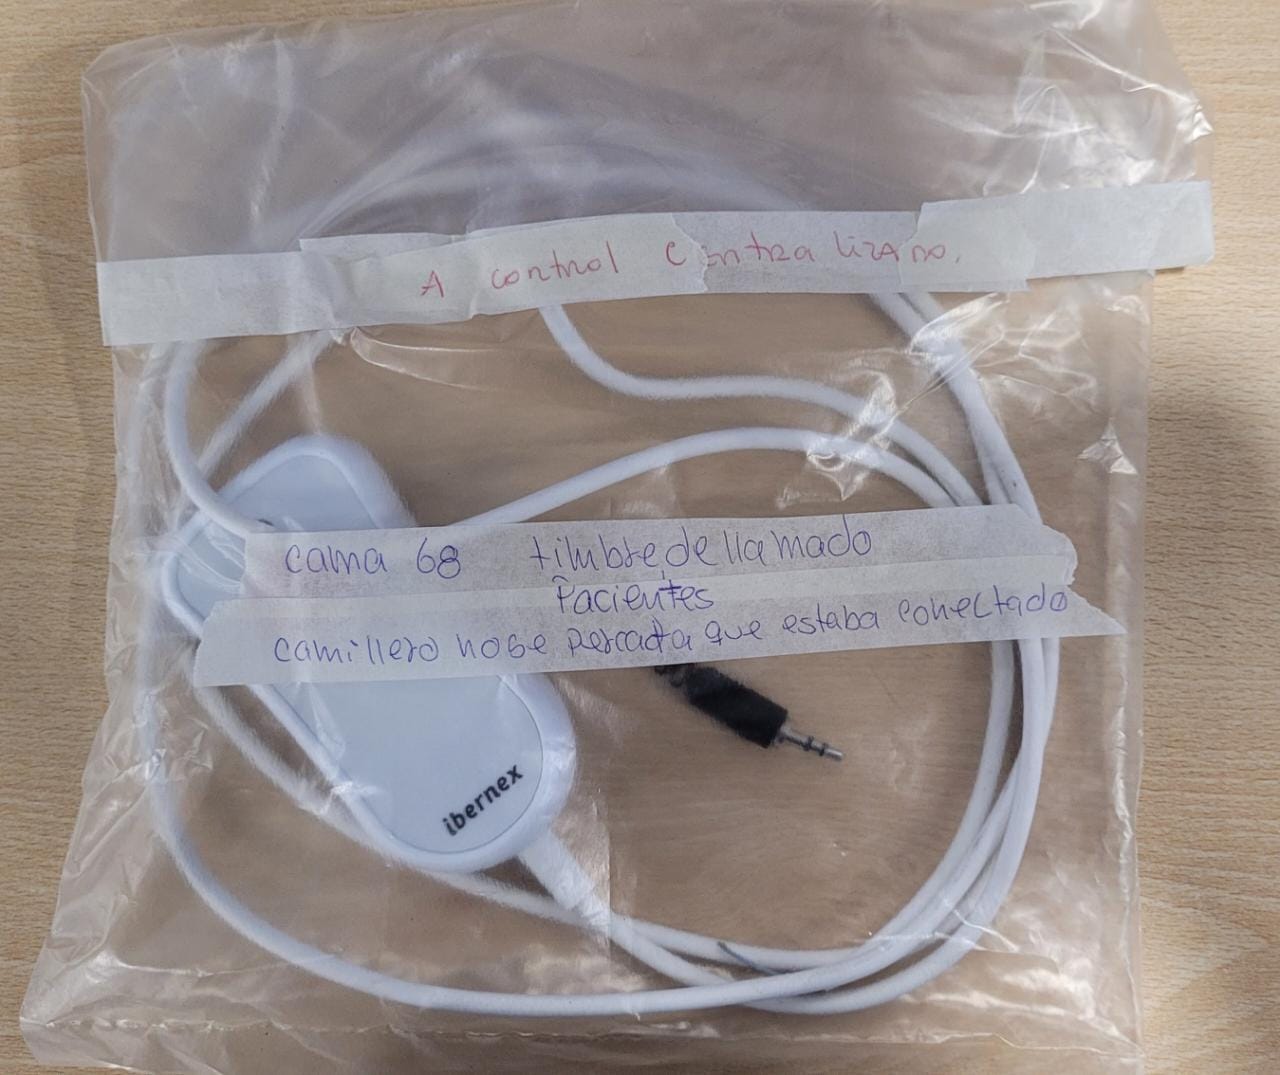 A control Centralizado.
cama 68 timbre de llamado
Pacientes
camillero no se percata que estaba conectado
ibernex